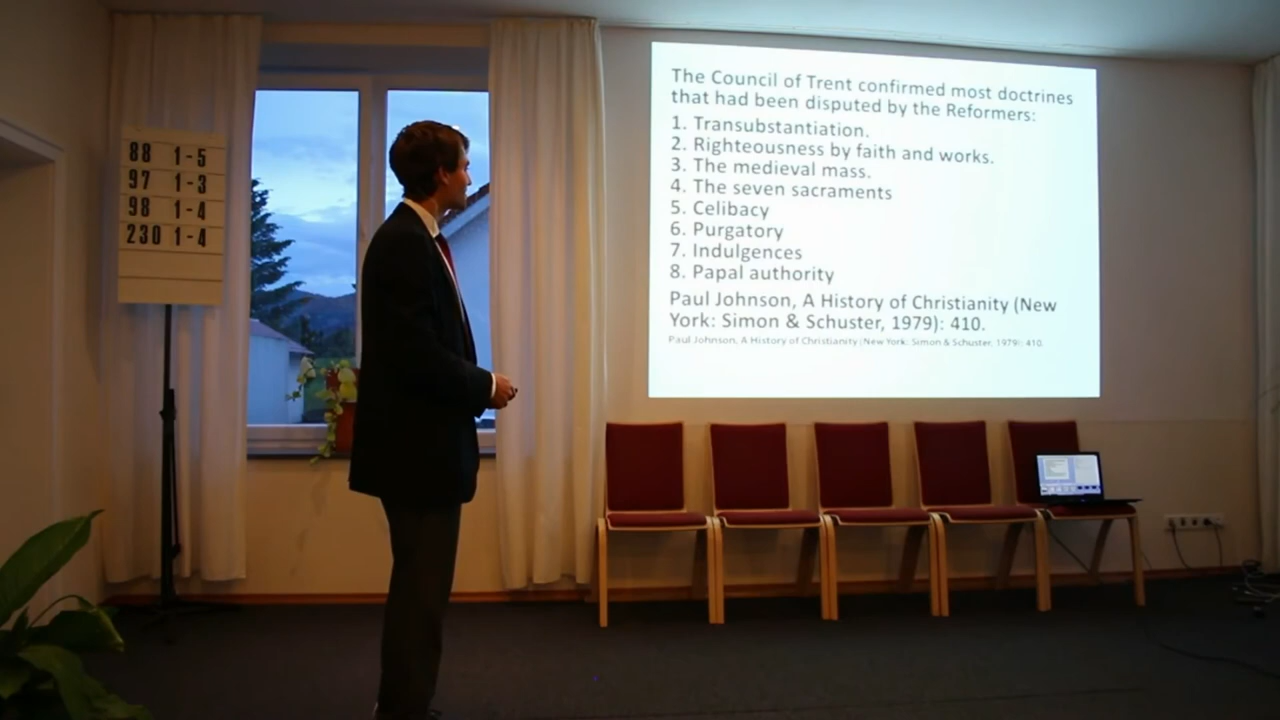 88 1-5
97 1-3
98 1-4
230 1-4
The Council of Trent confirmed most doctrines
that had been disputed by the Reformers:
1. Transubstantiation.
2. Righteousness by faith and works.
3. The medieval mass.
4. The seven sacraments
5. Celibacy
6. Purgatory
7. Indulgences
8. Papal authority
Paul Johnson, A History of Christianity (New
York: Simon & Schuster, 1979): 410.
Paul Johnson, A History of Christianity (New York: Simon & Schuster, 1979): 410.